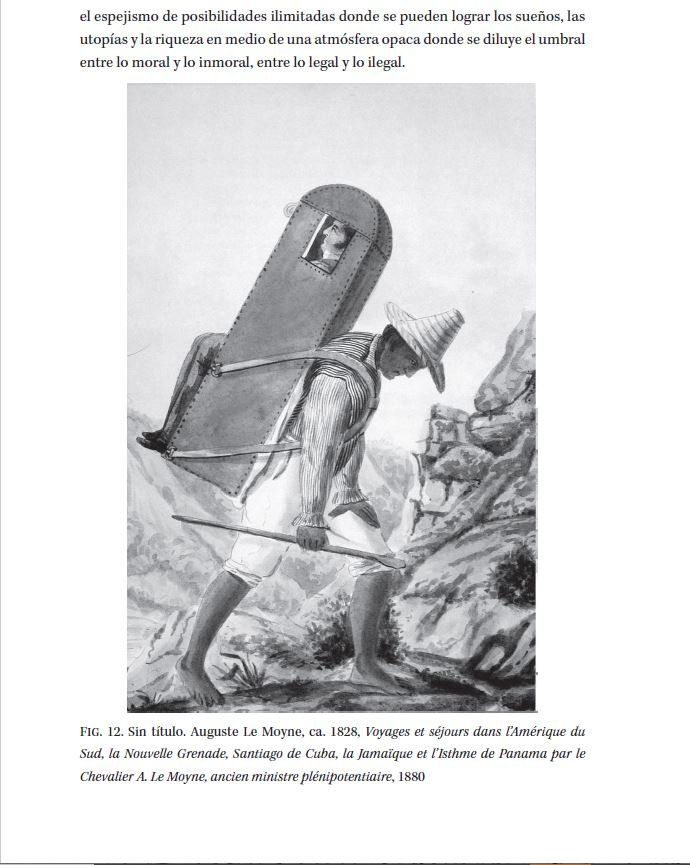 el espejismo de posibilidades ilimitadas donde se pueden lograr los sueños, las
utopías y la riqueza en medio de una atmósfera opaca donde se diluye el umbral
entre lo moral y lo inmoral, entre lo legal y lo ilegal.
FIG. 12. Sin título. Auguste Le Moyne, ca. 1828, Voyages et séjours dans l'Amérique du
Sud, la Nouvelle Grenade, Santiago de Cuba, la Jamaïque et l'Isthme de Panama par le
Chevalier A. Le Moyne, ancien ministre plénipotentiaire, 1880